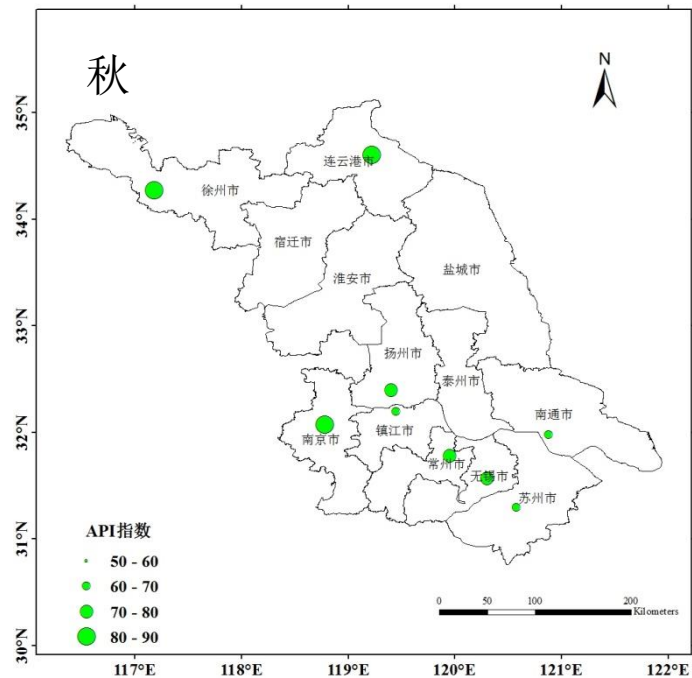 秋
N
35°N
34°N
33°N
32°N
31°N
30°N
连云港市
徐州市
宿迁市
淮安市
盐城市
扬州市
泰州市
南通市
镇江市
南京市
常州市
无锡市
苏州市
API指数
50 - 60
60 - 70
70 - 80
80 - 90
0 50 100 200
Kilometers
117°E 118°E 119°E 120°E 121°E 122°E